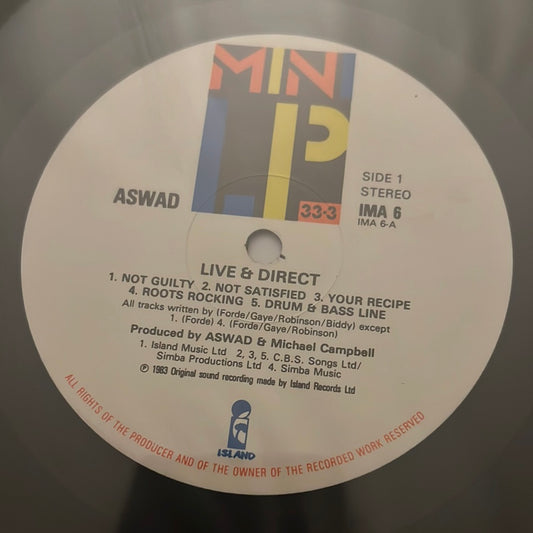 MINI
LP
33·3
SIDE 1
STEREO
ASWAD
IMA 6
IMA 6-A
LIVE & DIRECT
1. NOT GUILTY 2. NOT SATISFIED 3. YOUR RECIPE
4. ROOTS ROCKING 5. DRUM & BASS LINE
All tracks written by (Forde/Gaye/Robinson/Biddy) except
1. (Forde) 4. (Forde/Gaye/Robinson)
Produced by ASWAD & Michael Campbell
1. Island Music Ltd 2, 3, 5. C.B.S. Songs Ltd/
Simba Productions Ltd 4. Simba Music
℗ 1983 Original sound recording made by Island Records Ltd
ISLAND
ALL RIGHTS OF THE PRODUCER AND OF THE OWNER OF THE RECORDED WORK RESERVED